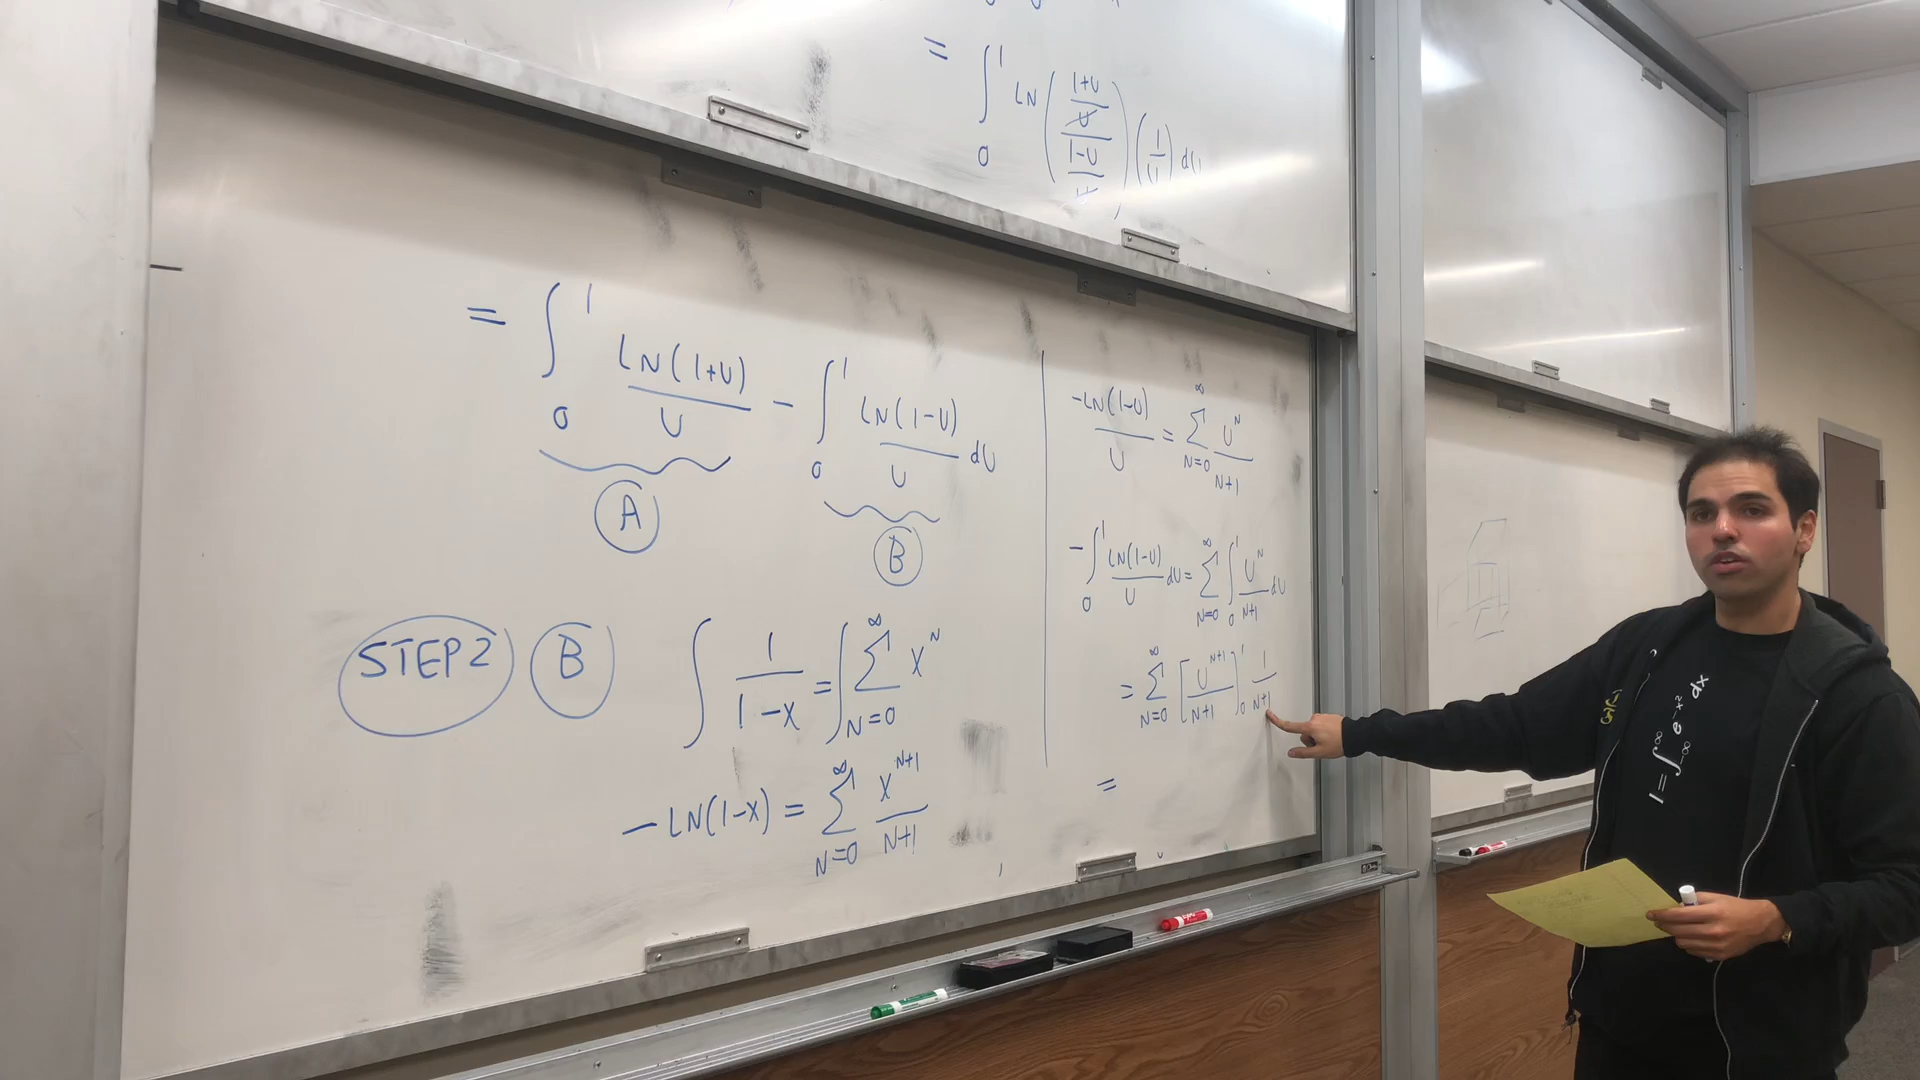 = ∫₀¹ LN( ((1+U)/U) / ((1-U)/U) ) (1/U) dU
= ∫₀¹ LN(1+U)/U - ∫₀¹ LN(1-U)/U dU
A
B
STEP2 B ∫ 1/(1-X) = ∫ Σ_{N=0}^∞ X^N
-LN(1-X) = Σ_{N=0}^∞ X^{N+1}/(N+1)
-LN(1-U)/U = Σ_{N=0}^∞ U^N/(N+1)
-∫₀¹ LN(1-U)/U dU = Σ_{N=0}^∞ ∫₀¹ U^N/(N+1) dU
= Σ_{N=0}^∞ [U^{N+1}/(N+1)]₀¹ 1/(N+1)
=
1 = ∫_{-∞}^{∞} e^{-x²} dx